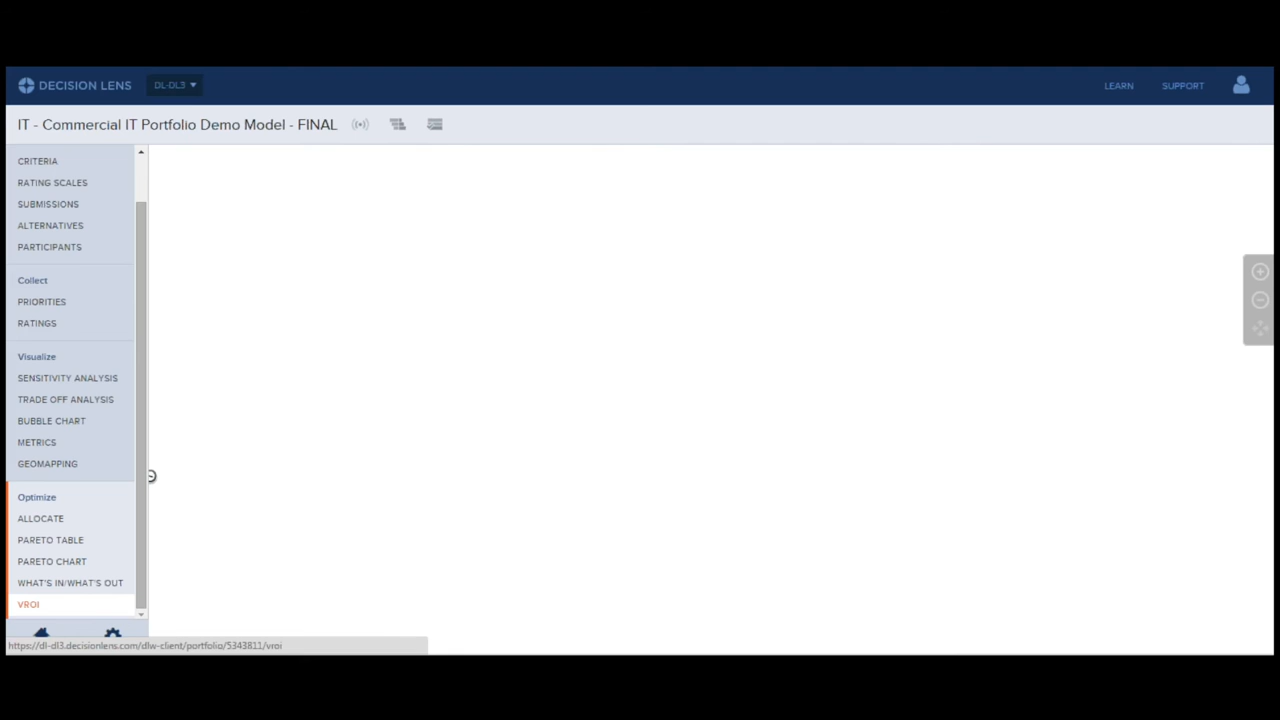 DECISION LENS
DL-DL3
LEARN
SUPPORT
IT - Commercial IT Portfolio Demo Model - FINAL
CRITERIA
RATING SCALES
SUBMISSIONS
ALTERNATIVES
PARTICIPANTS
Collect
PRIORITIES
RATINGS
Visualize
SENSITIVITY ANALYSIS
TRADE OFF ANALYSIS
BUBBLE CHART
METRICS
GEOMAPPING
Optimize
ALLOCATE
PARETO TABLE
PARETO CHART
WHAT'S IN/WHAT'S OUT
VROI
https://dl-dl3.decisionlens.com/dlw-client/portfolio/5343811/vroi